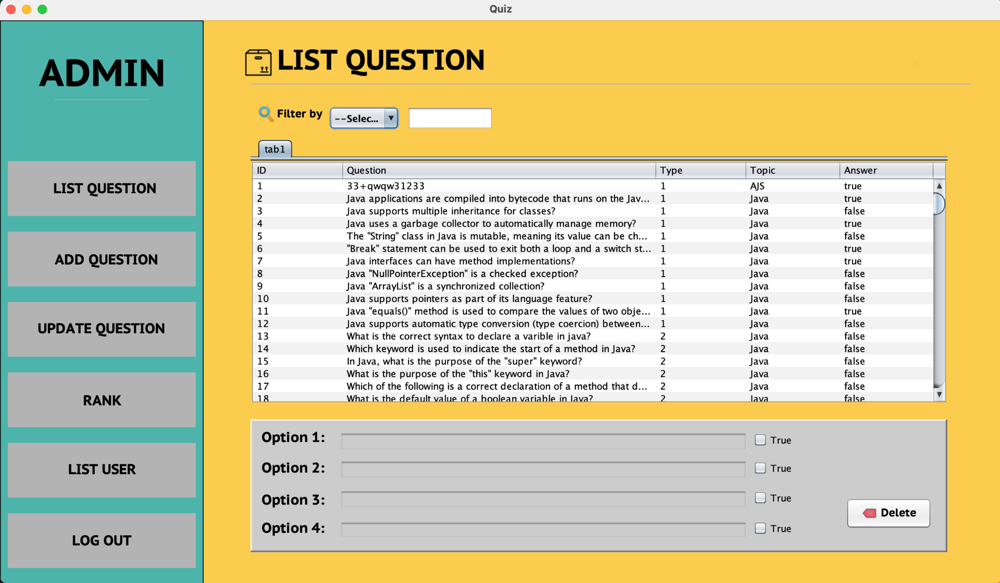 Quiz
ADMIN
LIST QUESTION
ADD QUESTION
UPDATE QUESTION
RANK
LIST USER
LOG OUT
LIST QUESTION
Filter by --Selec...
tab1
ID Question Type Topic Answer
1 33+qwqw31233 1 AJS true
2 Java applications are compiled into bytecode that runs on the Jav... 1 Java true
3 Java supports multiple inheritance for classes? 1 Java false
4 Java uses a garbage collector to automatically manage memory? 1 Java true
5 The "String" class in Java is mutable, meaning its value can be ch... 1 Java false
6 "Break" statement can be used to exit both a loop and a switch st... 1 Java true
7 Java interfaces can have method implementations? 1 Java true
8 Java "NullPointerException" is a checked exception? 1 Java false
9 Java "ArrayList" is a synchronized collection? 1 Java false
10 Java supports pointers as part of its language feature? 1 Java false
11 Java "equals()" method is used to compare the values of two obje... 1 Java true
12 Java supports automatic type conversion (type coercion) between... 1 Java false
13 What is the correct syntax to declare a varible in java? 2 Java false
14 Which keyword is used to indicate the start of a method in Java? 2 Java false
15 In Java, what is the purpose of the "super" keyword? 2 Java false
16 What is the purpose of the "this" keyword in Java? 2 Java false
17 Which of the following is a correct declaration of a method that d... 2 Java false
18 What is the default value of a boolean variable in Java? 2 Java false
Option 1: True
Option 2: True
Option 3: True
Option 4: True
Delete